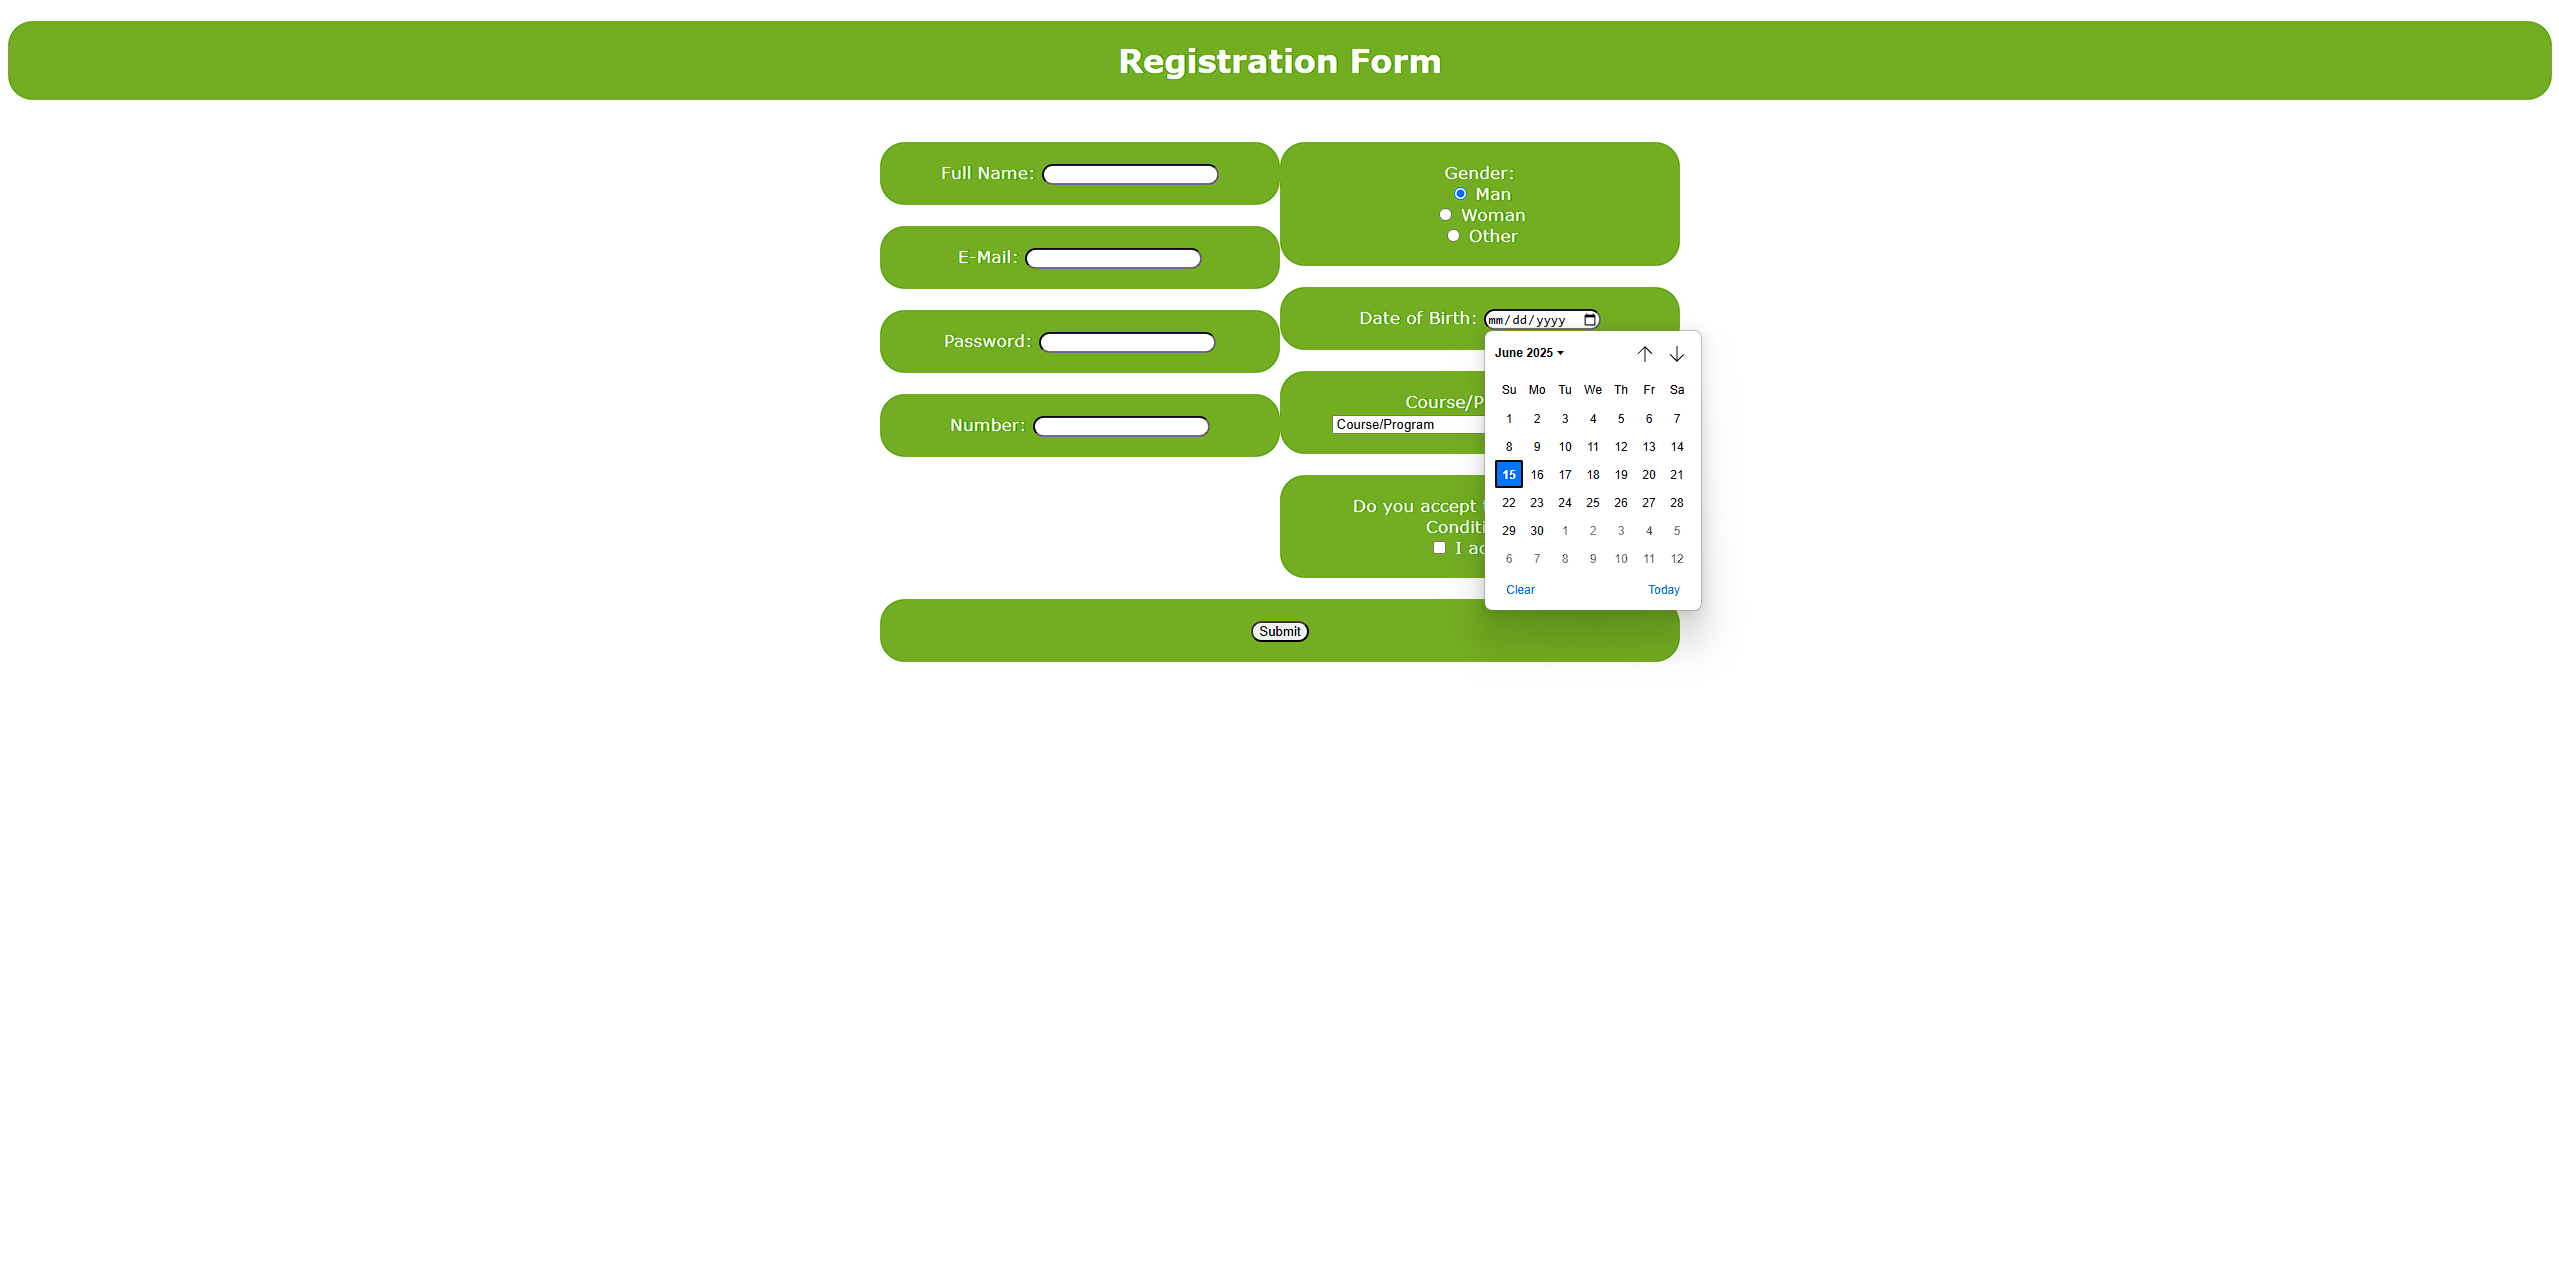 Registration Form
Full Name:
E-Mail:
Password:
Number:
Gender:
Man
Woman
Other
Date of Birth: mm/dd/yyyy
June 2025
Su Mo Tu We Th Fr Sa
1 2 3 4 5 6 7
8 9 10 11 12 13 14
15 16 17 18 19 20 21
22 23 24 25 26 27 28
29 30 1 2 3 4 5
6 7 8 9 10 11 12
Clear Today
Course/P
Course/Program
Do you accept
Conditi
I ac
Submit